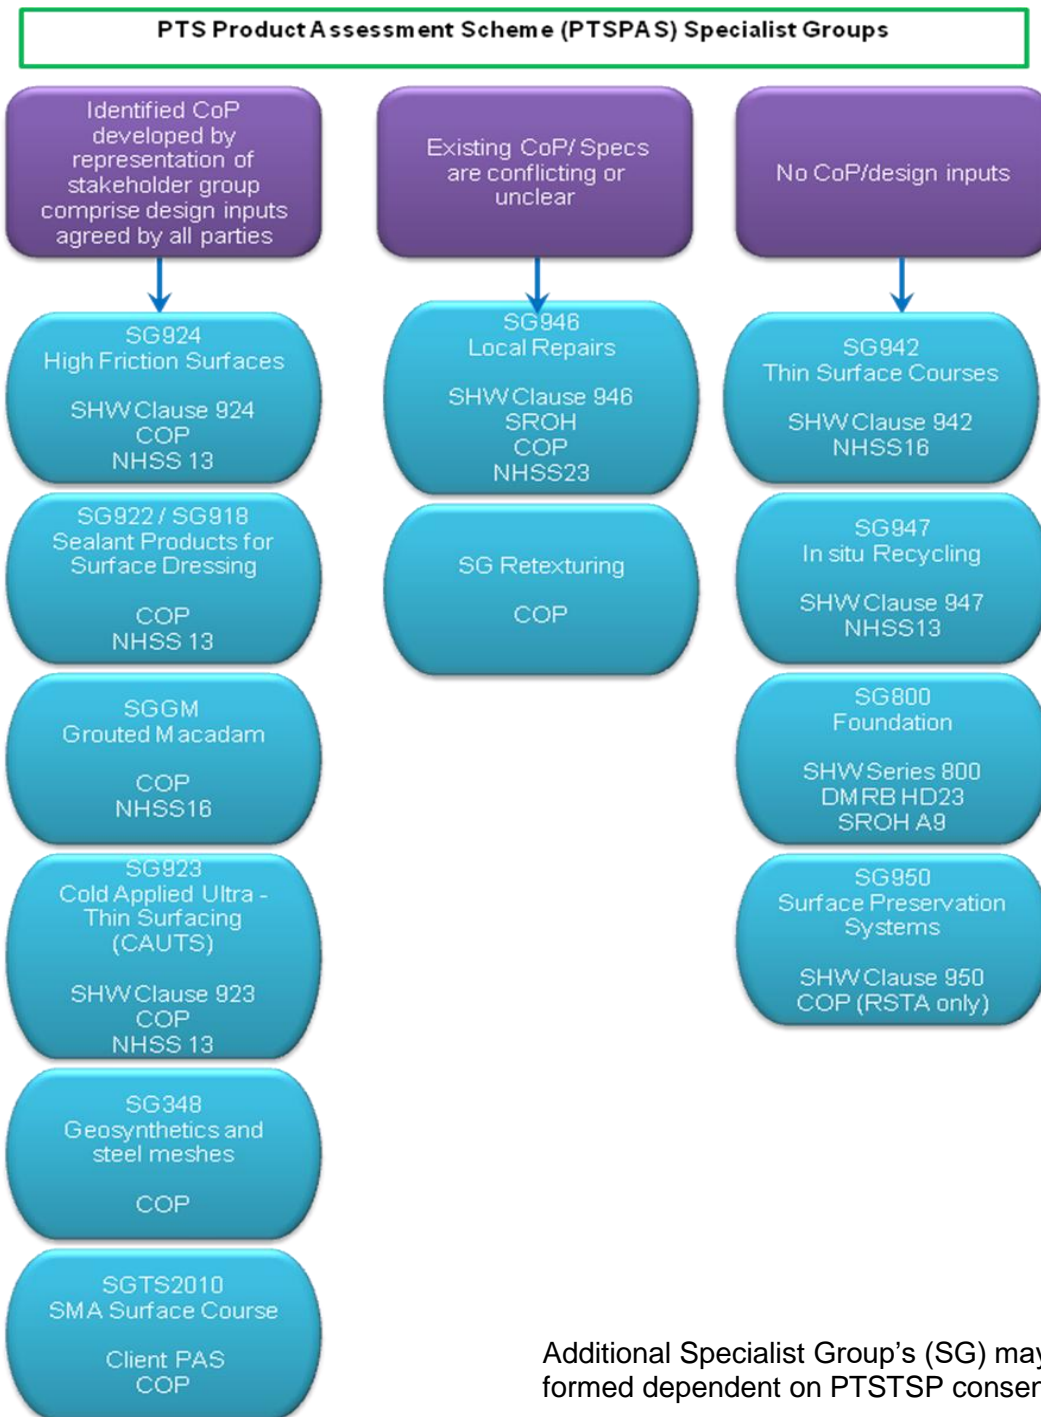 PTS Product Assessment Scheme (PTSPAS) Specialist Groups
Identified CoP
developed by
representation of
stakeholder group
comprise design inputs
agreed by all parties
SG924
High Friction Surfaces
SHW Clause 924
COP
NHSS 13
SG922 / SG918
Sealant Products for
Surface Dressing
COP
NHSS 13
SGGM
Grouted Macadam
COP
NHSS16
SG923
Cold Applied Ultra -
Thin Surfacing
(CAUTS)
SHW Clause 923
COP
NHSS 13
SG348
Geosynthetics and
steel meshes
COP
SGTS2010
SMA Surface Course
Client PAS
COP
Existing CoP/ Specs
are conflicting or
unclear
SG946
Local Repairs
SHW Clause 946
SROH
COP
NHSS23
SG Retexturing
COP
No CoP/design inputs
SG942
Thin Surface Courses
SHW Clause 942
NHSS16
SG947
In situ Recycling
SHW Clause 947
NHSS13
SG800
Foundation
SHW Series 800
DMRB HD23
SROH A9
SG950
Surface Preservation
Systems
SHW Clause 950
COP (RSTA only)
Additional Specialist Group's (SG) may
formed dependent on PTSTSP